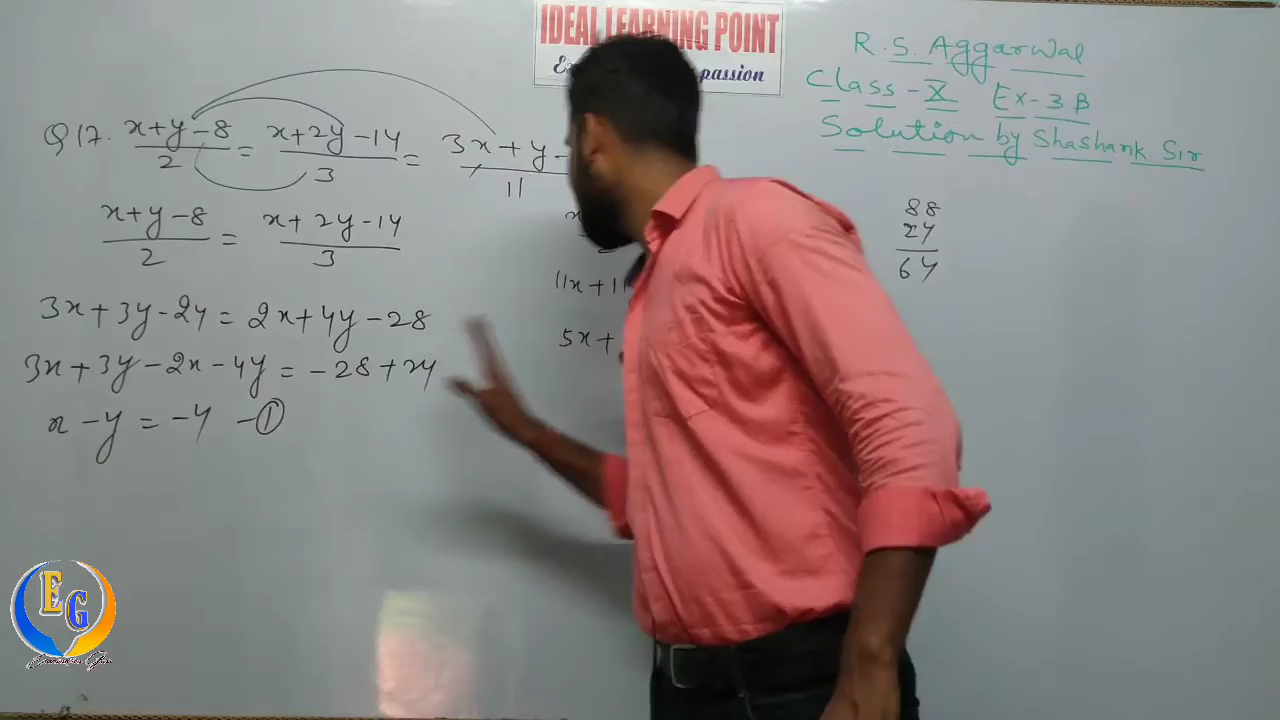 IDEAL LEARNING POINT
passion
R.S. Aggarwal
Class - X Ex-3B
Solution by Shashank Sir
Q17. x+y-8/2 = x+2y-14/3 = 3x+y-/11
x+y-8/2 = x+2y-14/3
3x+3y-24 = 2x+4y-28
3x+3y-2x-4y = -28+24
x-y = -4 -①
11x+11
5x+
88
24
64
EG